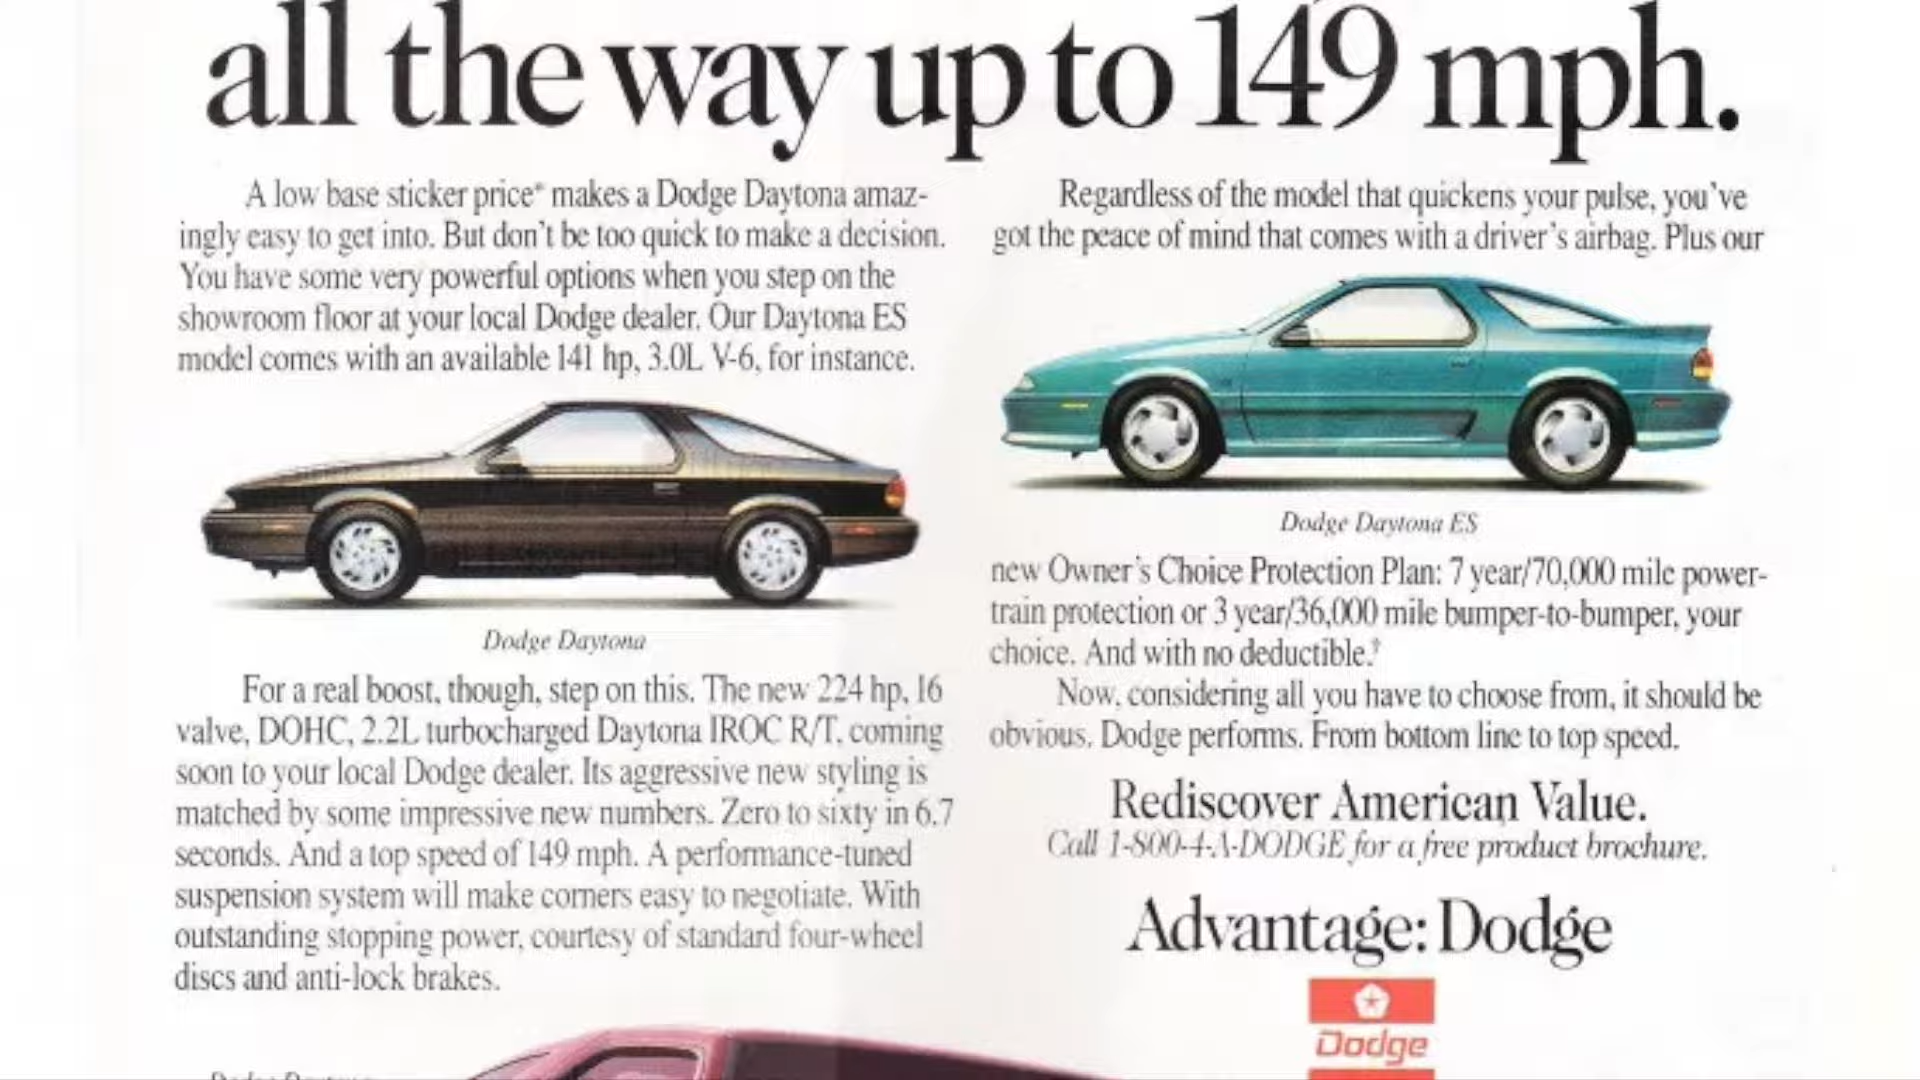 all the way up to 149 mph.
A low base sticker price* makes a Dodge Daytona amaz-
ingly easy to get into. But don't be too quick to make a decision.
You have some very powerful options when you step on the
showroom floor at your local Dodge dealer. Our Daytona ES
model comes with an available 141 hp, 3.0L V-6, for instance.
Dodge Daytona
For a real boost, though, step on this. The new 224 hp, 16
valve, DOHC, 2.2L turbocharged Daytona IROC R/T, coming
soon to your local Dodge dealer. Its aggressive new styling is
matched by some impressive new numbers. Zero to sixty in 6.7
seconds. And a top speed of 149 mph. A performance-tuned
suspension system will make corners easy to negotiate. With
outstanding stopping power, courtesy of standard four-wheel
discs and anti-lock brakes.
Dodge Daytona
Regardless of the model that quickens your pulse, you've
got the peace of mind that comes with a driver's airbag. Plus our
Dodge Daytona ES
new Owner's Choice Protection Plan: 7 year/70,000 mile power-
train protection or 3 year/36,000 mile bumper-to-bumper, your
choice. And with no deductible.†
Now, considering all you have to choose from, it should be
obvious. Dodge performs. From bottom line to top speed.
Rediscover American Value.
Call 1-800-4-A-DODGE for a free product brochure.
Advantage: Dodge
Dodge